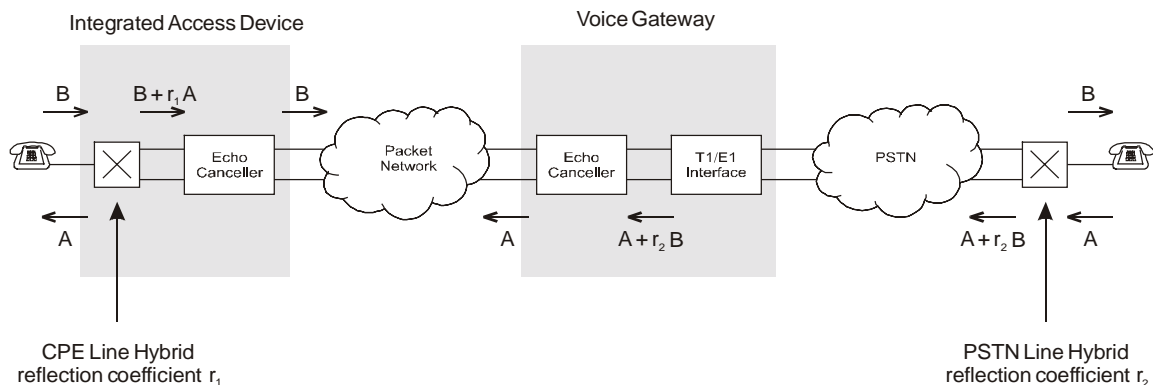 Integrated Access Device
Voice Gateway
B
B + r₁ A
B
B
Echo
Canceller
Packet
Network
Echo
Canceller
T1/E1
Interface
PSTN
A
A
A + r₂ B
A + r₂ B
A
CPE Line Hybrid
reflection coefficient r₁
PSTN Line Hybrid
reflection coefficient r₂